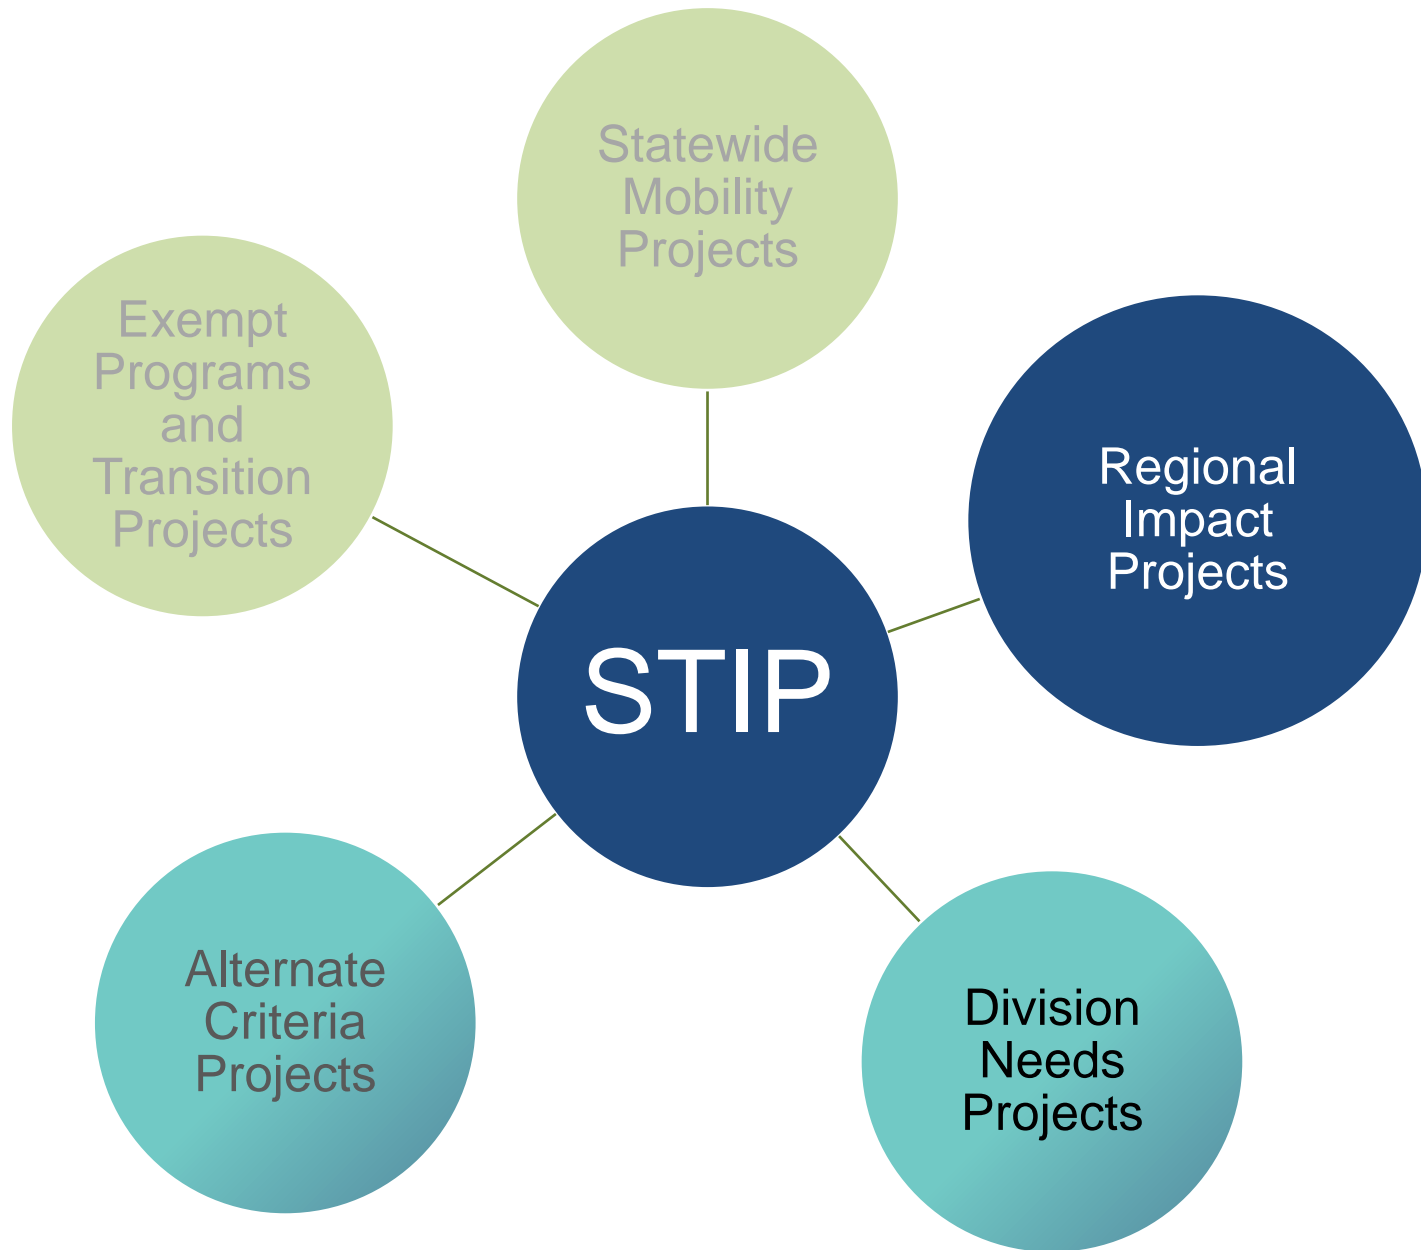 Statewide
Mobility
Projects
Exempt
Programs
and
Transition
Projects
Regional
Impact
Projects
STIP
Alternate
Criteria
Projects
Division
Needs
Projects